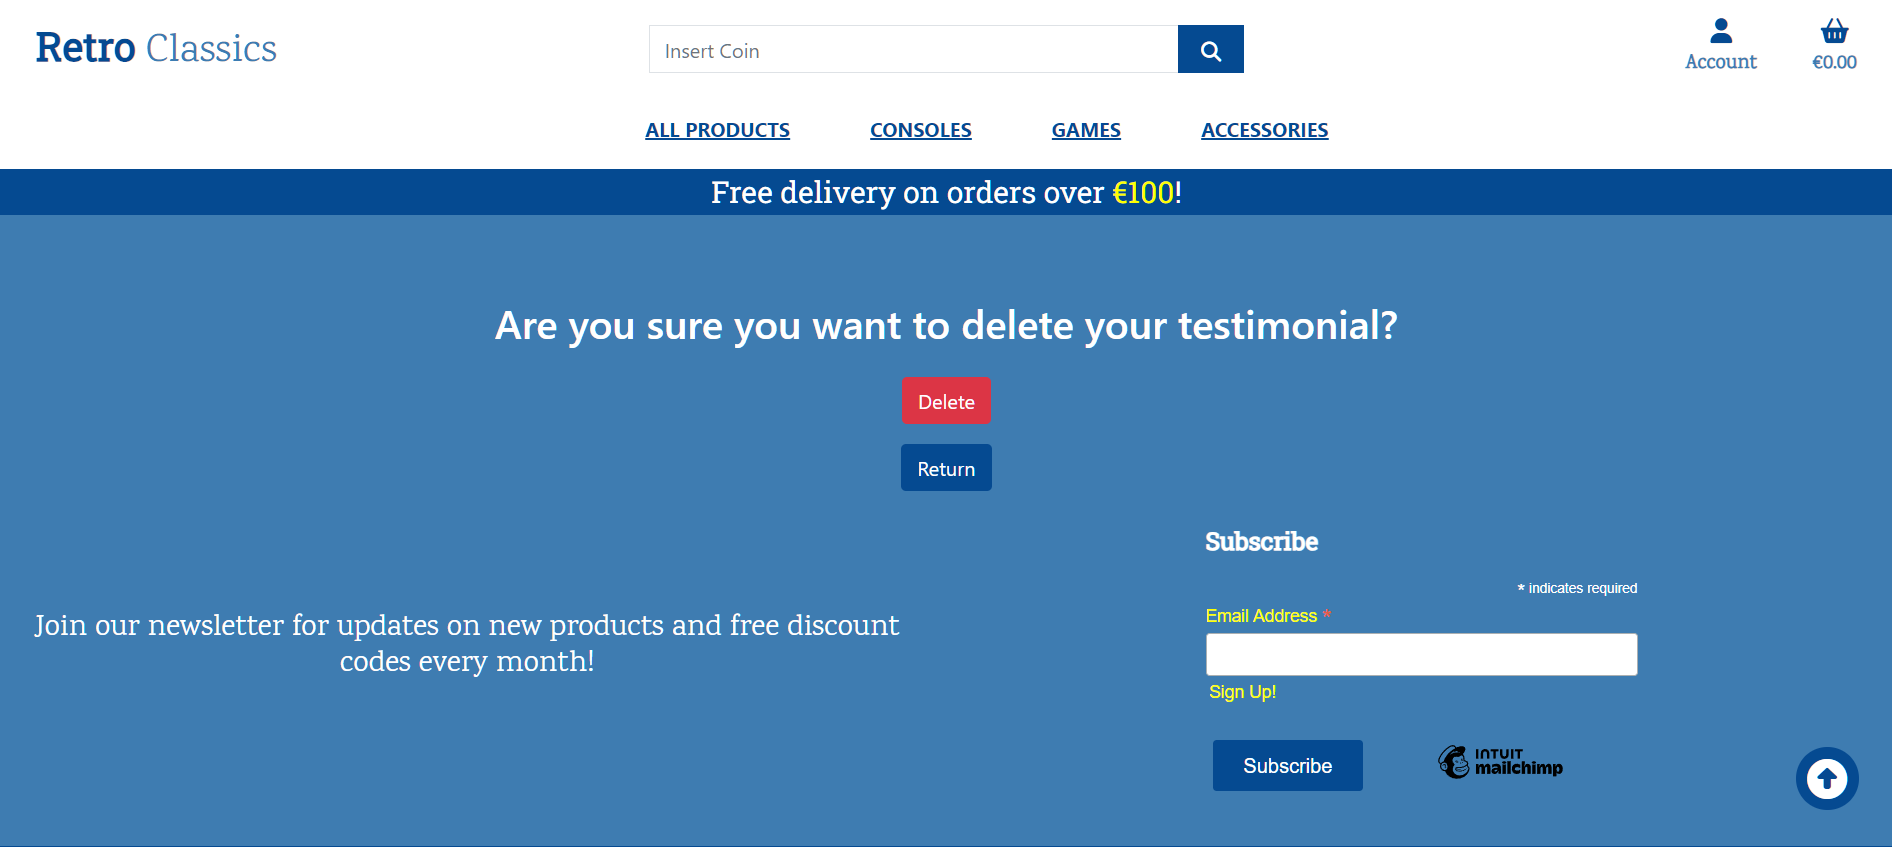 Retro Classics
Insert Coin
Account
€0.00
ALL PRODUCTS
CONSOLES
GAMES
ACCESSORIES
Free delivery on orders over €100!
Are you sure you want to delete your testimonial?
Delete
Return
Join our newsletter for updates on new products and free discount
codes every month!
Subscribe
* indicates required
Email Address *
Sign Up!
Subscribe
INTUIT
mailchimp